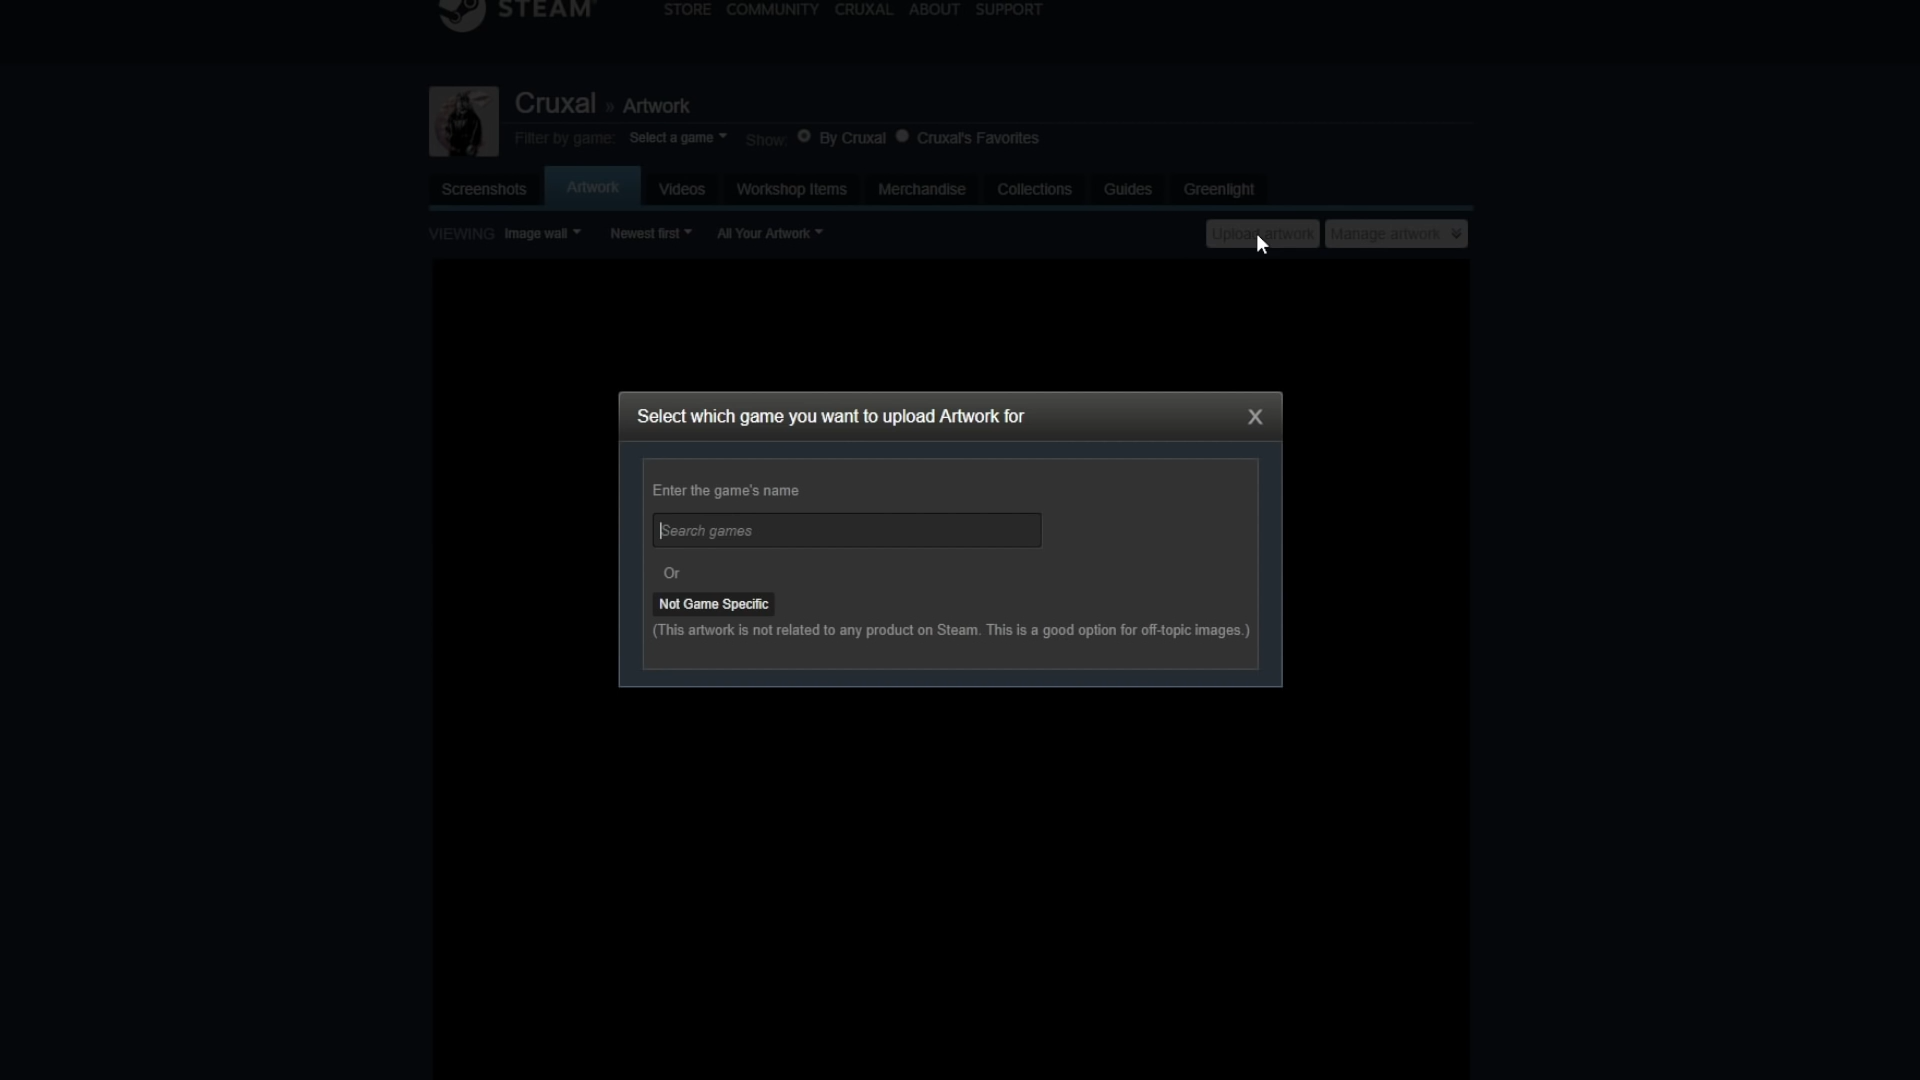 STEAM
STORE COMMUNITY CRUXAL ABOUT SUPPORT
Cruxal » Artwork
Filter by game: Select a game Show: By Cruxal Cruxal's Favorites
Screenshots Artwork Videos Workshop Items Merchandise Collections Guides Greenlight
VIEWING Image wall Newest first All Your Artwork Upload artwork Manage artwork
Select which game you want to upload Artwork for X
Enter the game's name
Search games
Or
Not Game Specific
(This artwork is not related to any product on Steam. This is a good option for off-topic images.)